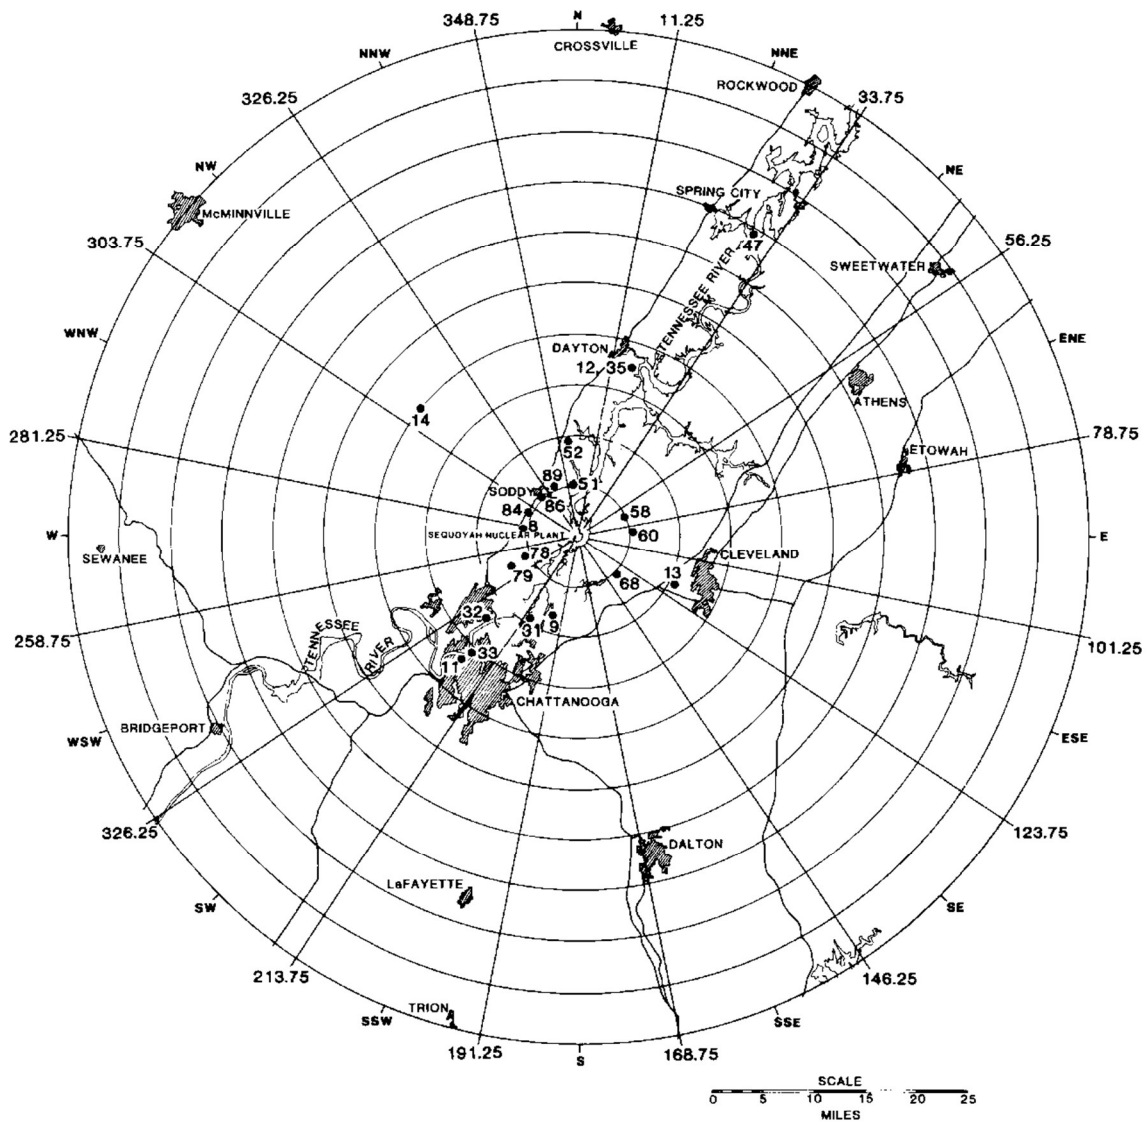 348.75
N
11.25
NNW
CROSSVILLE
NNE
326.25
ROCKWOOD
33.75
NW
NE
McMINNVILLE
SPRING CITY
303.75
47
56.25
SWEETWATER
TENNESSEE RIVER
WNW
ENE
DAYTON
12, 35
ATHENS
14
281.25
78.75
52
ETOWAH
89
51
SODDY
86
84
58
8
W
SEQUOYAH NUCLEAR PLANT
60
E
SEWANEE
78
CLEVELAND
79
68
13
32
31
9
TENNESSEE
RIVER
258.75
101.25
33
11
CHATTANOOGA
BRIDGEPORT
WSW
ESE
326.25
123.75
DALTON
LaFAYETTE
SW
SE
213.75
146.25
TRION
SSW
SSE
191.25
S
168.75
SCALE
0 5 10 15 20 25
MILES